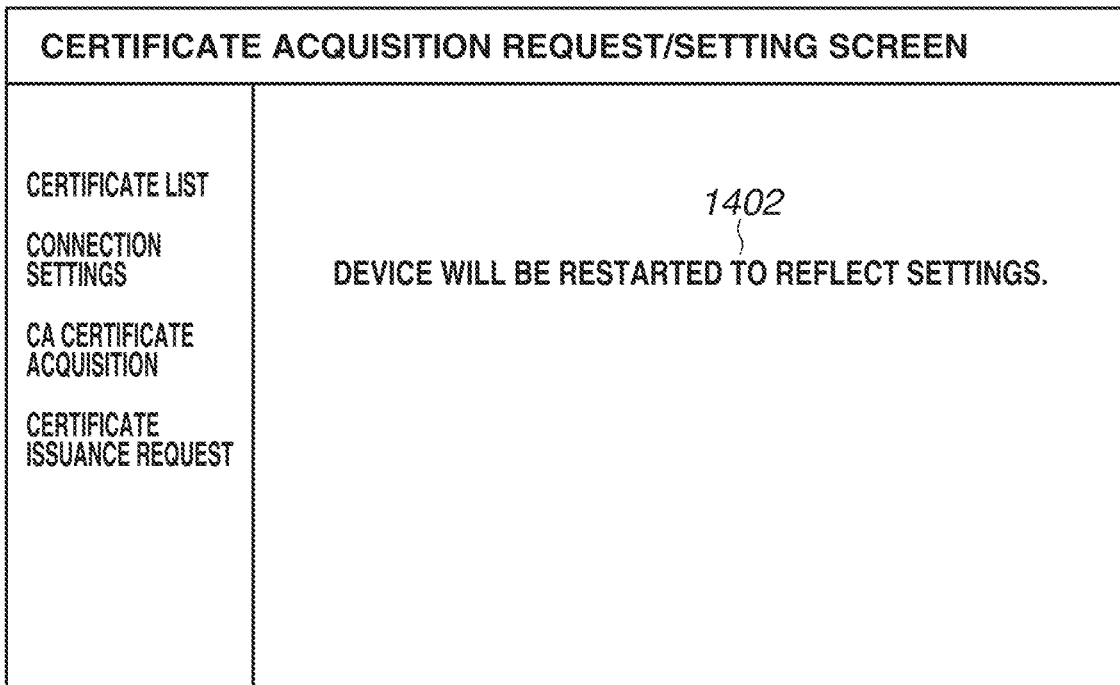 CERTIFICATE ACQUISITION REQUEST/SETTING SCREEN
CERTIFICATE LIST
CONNECTION
SETTINGS
CA CERTIFICATE
ACQUISITION
CERTIFICATE
ISSUANCE REQUEST
1402
DEVICE WILL BE RESTARTED TO REFLECT SETTINGS.